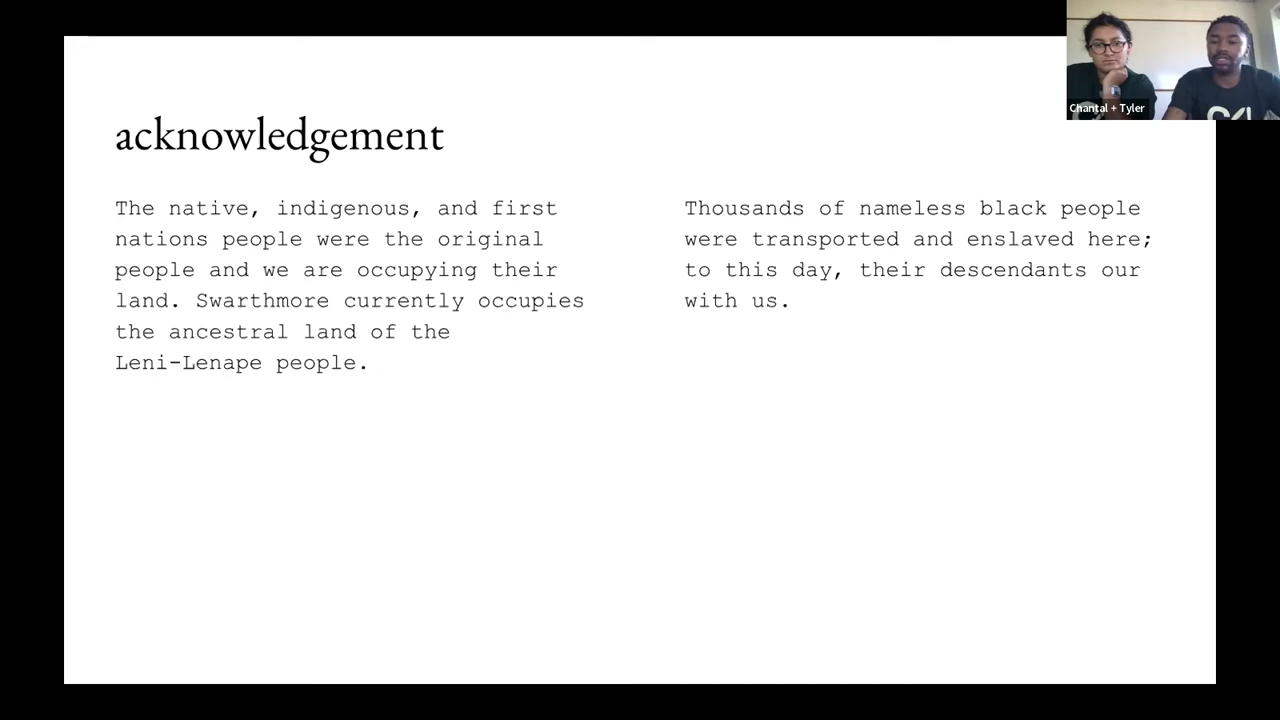 acknowledgement
The native, indigenous, and first
nations people were the original
people and we are occupying their
land. Swarthmore currently occupies
the ancestral land of the
Leni-Lenape people.
Thousands of nameless black people
were transported and enslaved here;
to this day, their descendants our
with us.
Chantal + Tyler